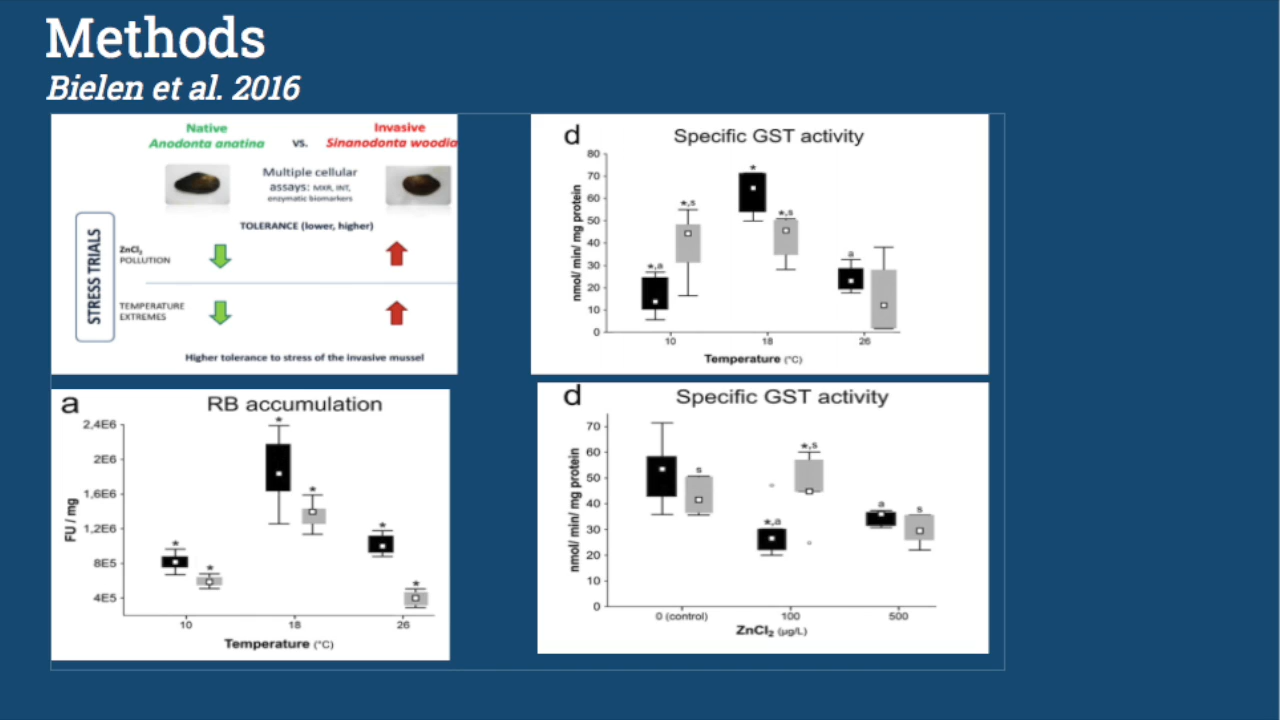 Methods
Bielen et al. 2016
Native
Anodonta anatina
vs.
Invasive
Sinanodonta woodia
Multiple cellular
assays: MXR, INT,
enzymatic biomarkers
TOLERANCE (lower, higher)
STRESS TRIALS
ZnCl₂
POLLUTION
TEMPERATURE
EXTREMES
Higher tolerance to stress of the invasive mussel
d
Specific GST activity
nmol/ min/ mg protein
80
70
60
50
40
30
20
10
0
*,a
*,s
*
*,s
a
10
18
26
Temperature (°C)
a
RB accumulation
FU / mg
2,4E6
2E6
1,6E6
1,2E6
8E5
4E5
*
*
*
*
*
*
10
18
26
Temperature (°C)
d
Specific GST activity
nmol/ min/ mg protein
70
60
50
40
30
20
10
0
s
*,a
*,s
a
s
0 (control)
100
500
ZnCl₂ (µg/L)